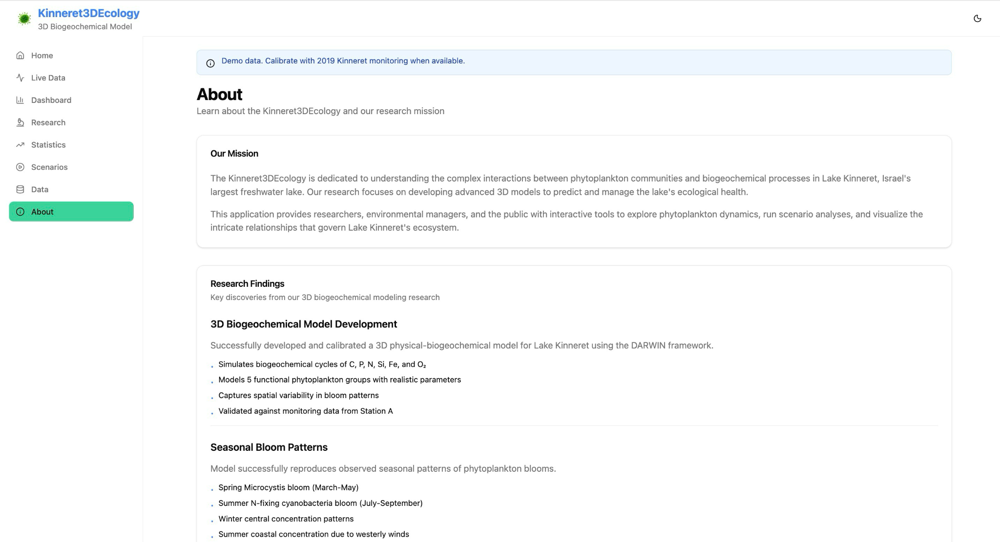 Kinneret3DEcology
3D Biogeochemical Model
Home
Live Data
Dashboard
Research
Statistics
Scenarios
Data
About
Demo data. Calibrate with 2019 Kinneret monitoring when available.
About
Learn about the Kinneret3DEcology and our research mission
Our Mission
The Kinneret3DEcology is dedicated to understanding the complex interactions between phytoplankton communities and biogeochemical processes in Lake Kinneret, Israel's
largest freshwater lake. Our research focuses on developing advanced 3D models to predict and manage the lake's ecological health.
This application provides researchers, environmental managers, and the public with interactive tools to explore phytoplankton dynamics, run scenario analyses, and visualize the
intricate relationships that govern Lake Kinneret's ecosystem.
Research Findings
Key discoveries from our 3D biogeochemical modeling research
3D Biogeochemical Model Development
Successfully developed and calibrated a 3D physical-biogeochemical model for Lake Kinneret using the DARWIN framework.
• Simulates biogeochemical cycles of C, P, N, Si, Fe, and O₂
• Models 5 functional phytoplankton groups with realistic parameters
• Captures spatial variability in bloom patterns
• Validated against monitoring data from Station A
Seasonal Bloom Patterns
Model successfully reproduces observed seasonal patterns of phytoplankton blooms.
• Spring Microcystis bloom (March-May)
• Summer N-fixing cyanobacteria bloom (July-September)
• Winter central concentration patterns
• Summer coastal concentration due to westerly winds